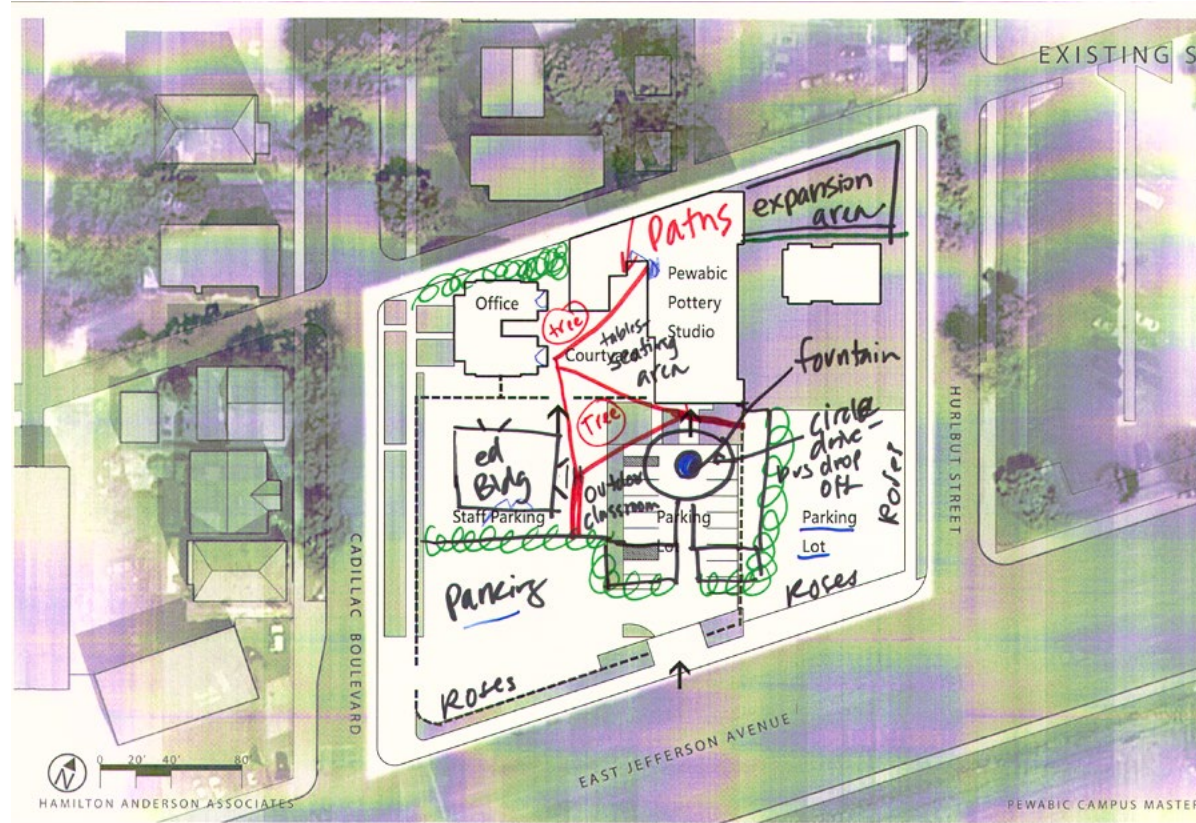 EXISTING S
expansion
area
Paths
Pewabic
Pottery
Studio
Office
tree
tables-
seating
area
fountain
Tree
circle
drive-
bus drop
off
Roses
HURLBUT STREET
ed
Bldg
Staff Parking
Outdoor
classroom
Parking
Lot
Parking
Lot
Parking
Roses
Roses
CADILLAC BOULEVARD
EAST JEFFERSON AVENUE
N
0 20' 40' 80'
HAMILTON ANDERSON ASSOCIATES
PEWABIC CAMPUS MASTER